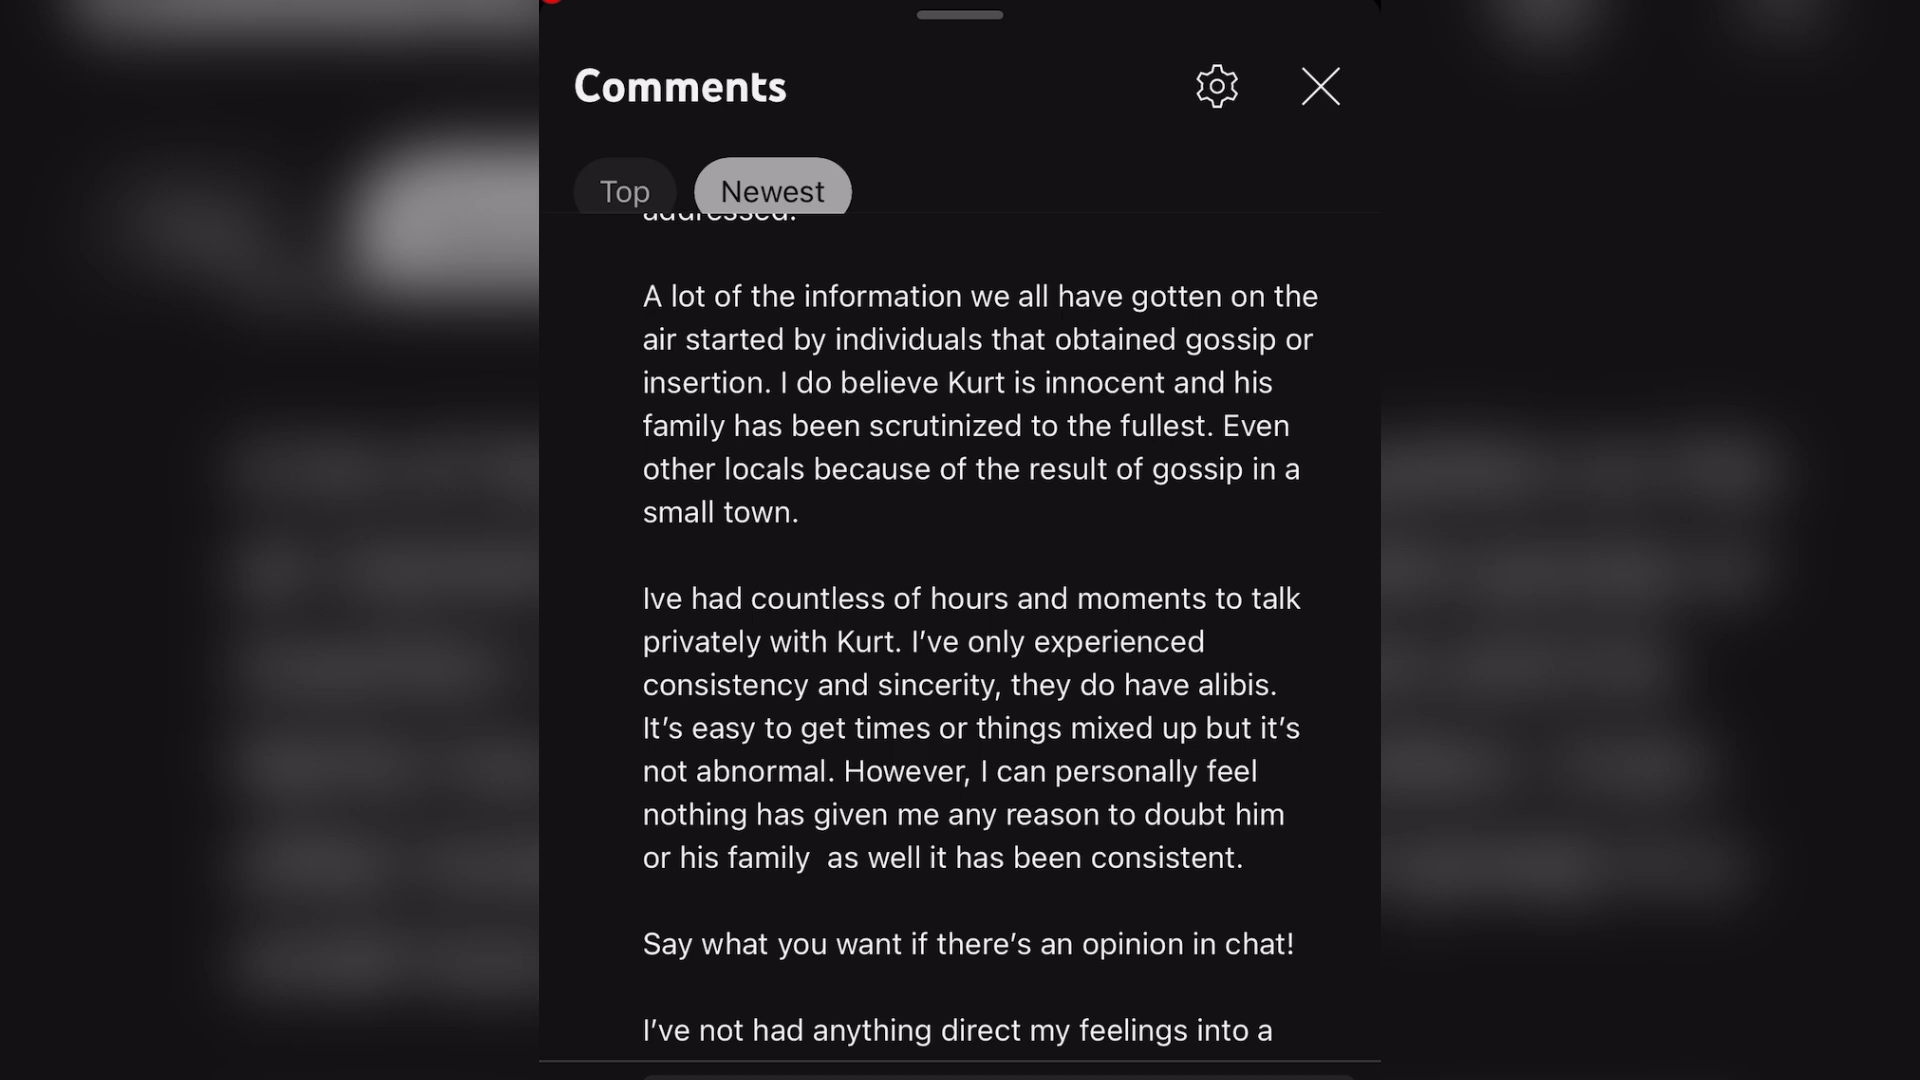 Comments
Top
Newest
addressed.
A lot of the information we all have gotten on the
air started by individuals that obtained gossip or
insertion. I do believe Kurt is innocent and his
family has been scrutinized to the fullest. Even
other locals because of the result of gossip in a
small town.
Ive had countless of hours and moments to talk
privately with Kurt. I’ve only experienced
consistency and sincerity, they do have alibis.
It’s easy to get times or things mixed up but it’s
not abnormal. However, I can personally feel
nothing has given me any reason to doubt him
or his family  as well it has been consistent.
Say what you want if there’s an opinion in chat!
I’ve not had anything direct my feelings into a